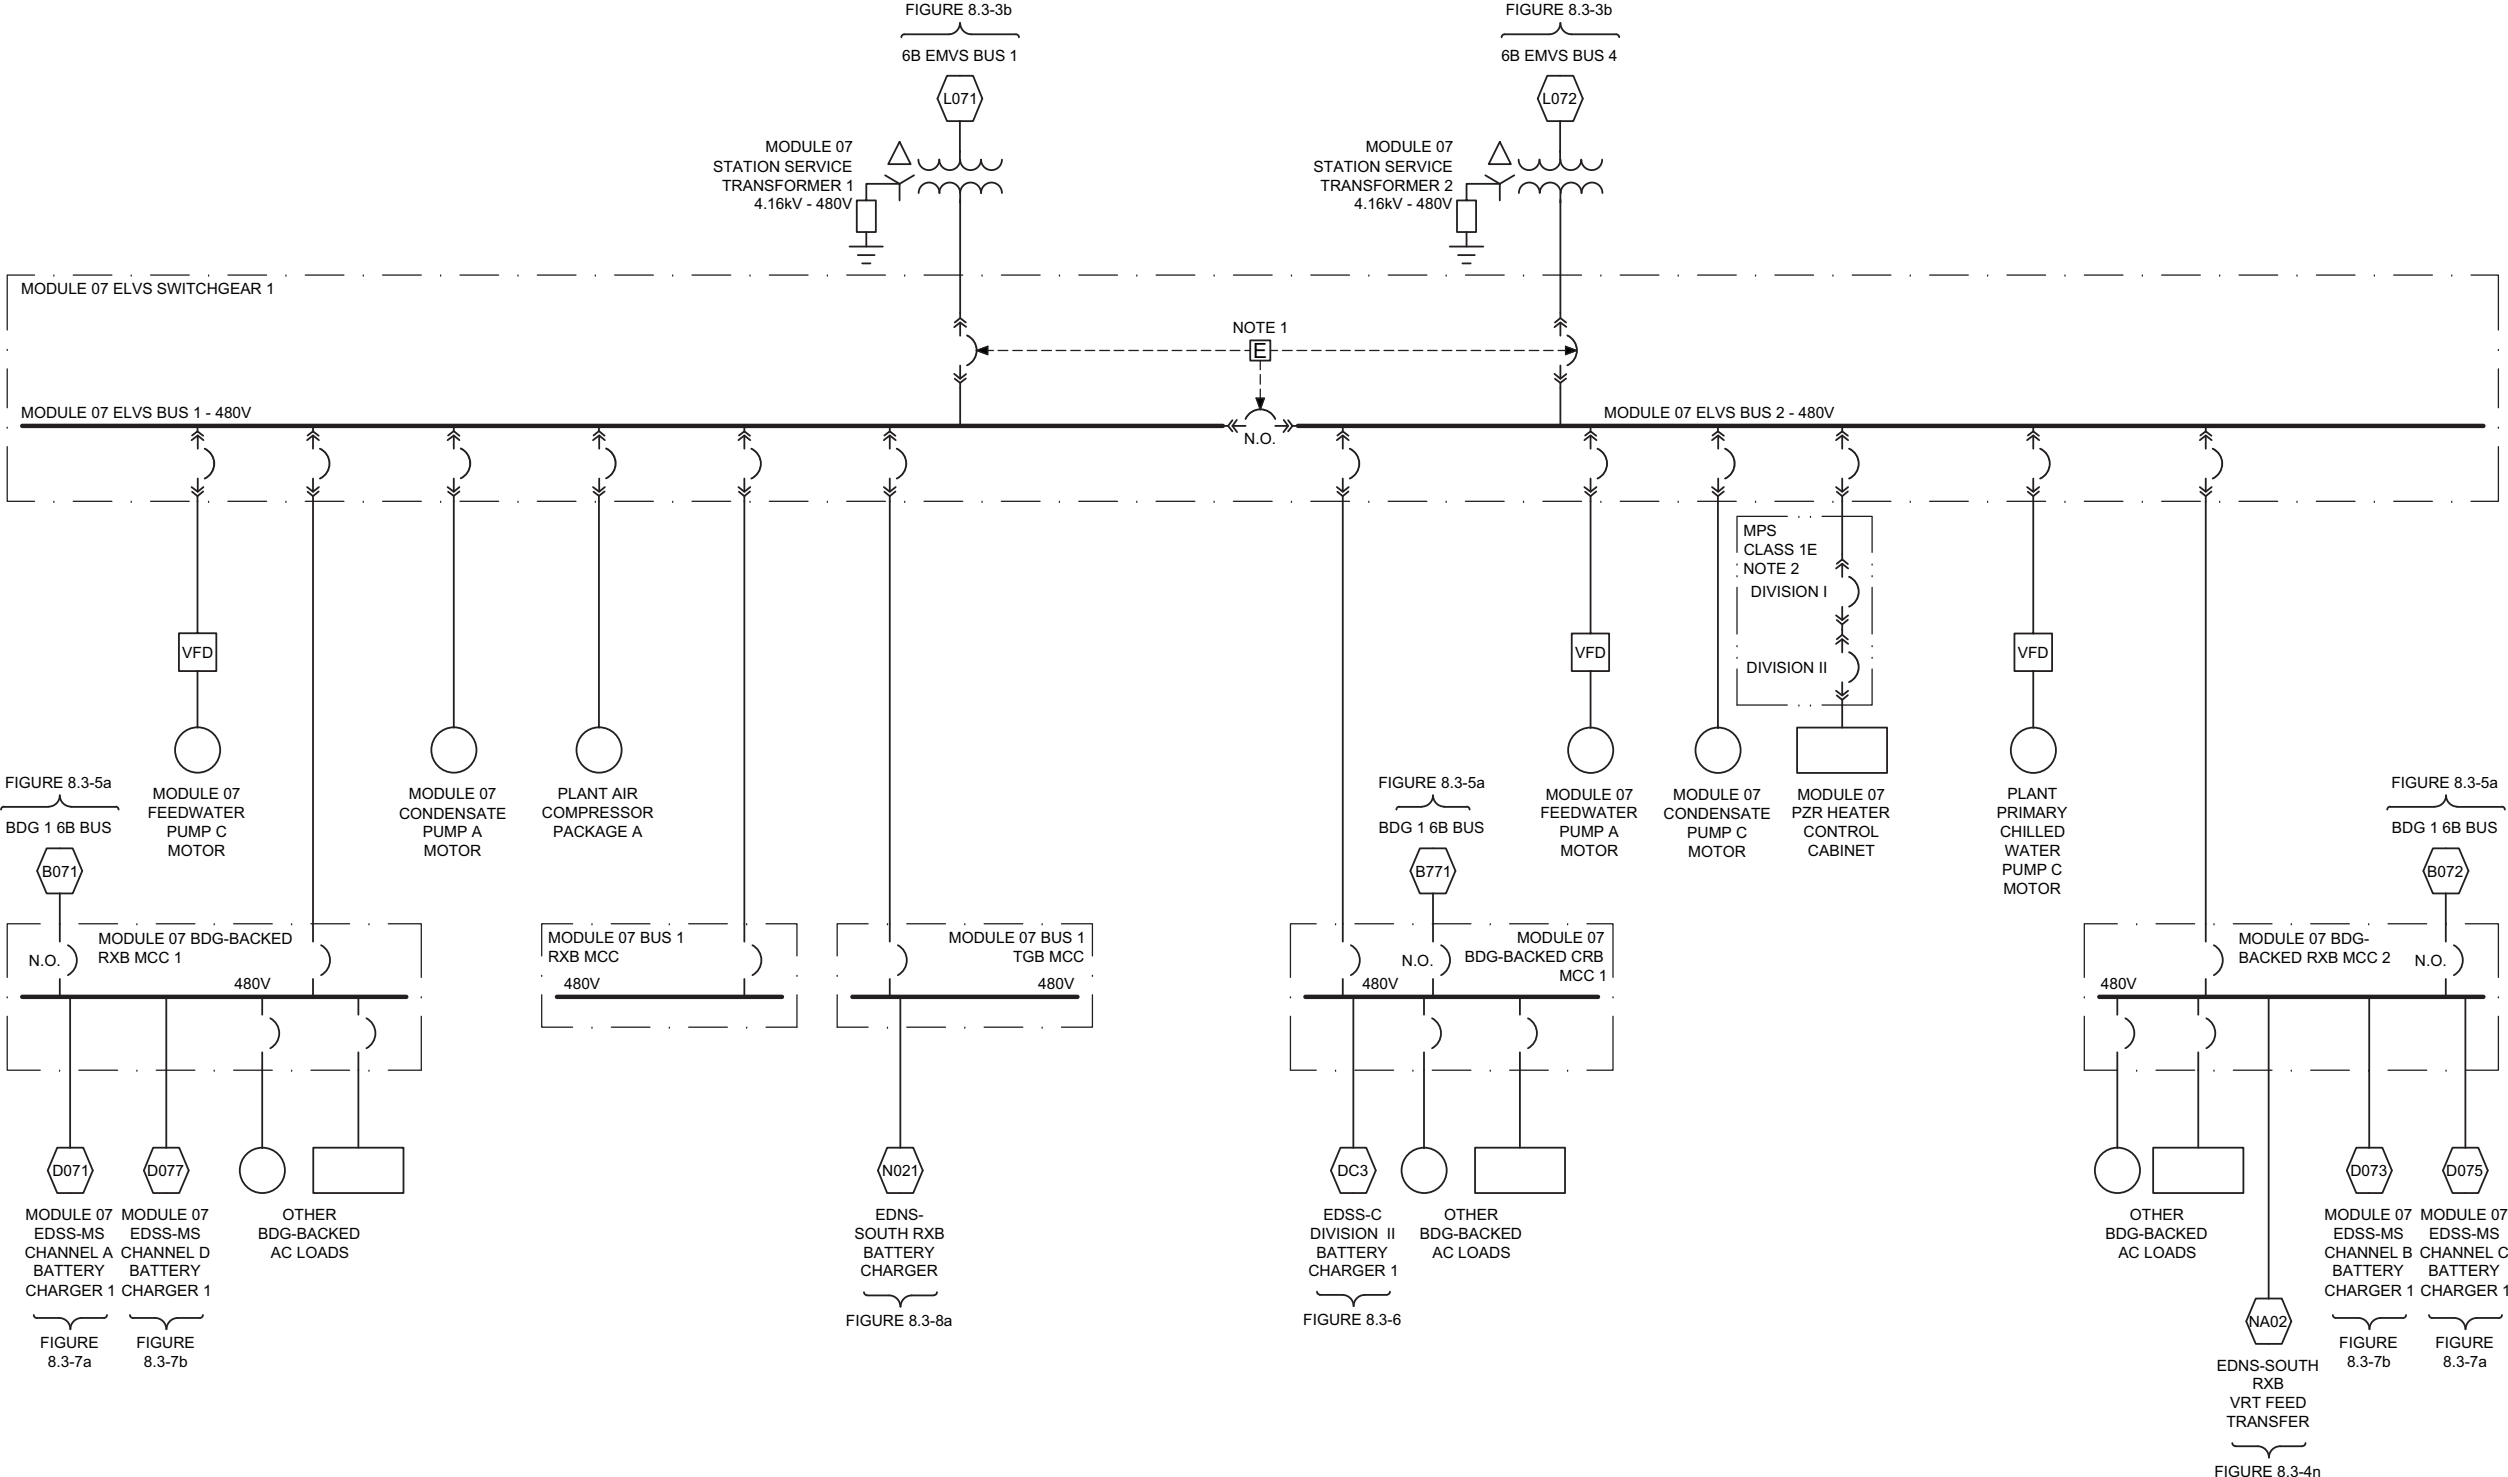 FIGURE 8.3-3b
6B EMVS BUS 1
L071
MODULE 07
STATION SERVICE
TRANSFORMER 1
4.16kV - 480V
FIGURE 8.3-3b
6B EMVS BUS 4
L072
MODULE 07
STATION SERVICE
TRANSFORMER 2
4.16kV - 480V
MODULE 07 ELVS SWITCHGEAR 1
NOTE 1
E
MODULE 07 ELVS BUS 1 - 480V
N.O.
MODULE 07 ELVS BUS 2 - 480V
MPS
CLASS 1E
NOTE 2
DIVISION I
DIVISION II
VFD
MODULE 07
FEEDWATER
PUMP C
MOTOR
MODULE 07
CONDENSATE
PUMP A
MOTOR
PLANT AIR
COMPRESSOR
PACKAGE A
VFD
MODULE 07
FEEDWATER
PUMP A
MOTOR
MODULE 07
CONDENSATE
PUMP C
MOTOR
MODULE 07
PZR HEATER
CONTROL
CABINET
VFD
PLANT
PRIMARY
CHILLED
WATER
PUMP C
MOTOR
FIGURE 8.3-5a
BDG 1 6B BUS
B071
N.O.
MODULE 07 BDG-BACKED
RXB MCC 1
480V
MODULE 07 BUS 1
RXB MCC
480V
MODULE 07 BUS 1
TGB MCC
480V
FIGURE 8.3-5a
BDG 1 6B BUS
B771
N.O.
MODULE 07
BDG-BACKED CRB
MCC 1
480V
FIGURE 8.3-5a
BDG 1 6B BUS
B072
MODULE 07 BDG-
BACKED RXB MCC 2
N.O.
480V
D071
MODULE 07
EDSS-MS
CHANNEL A
BATTERY
CHARGER 1
FIGURE
8.3-7a
D077
MODULE 07
EDSS-MS
CHANNEL D
BATTERY
CHARGER 1
FIGURE
8.3-7b
OTHER
BDG-BACKED
AC LOADS
N021
EDNS-
SOUTH RXB
BATTERY
CHARGER
FIGURE 8.3-8a
DC3
EDSS-C
DIVISION II
BATTERY
CHARGER 1
FIGURE 8.3-6
OTHER
BDG-BACKED
AC LOADS
OTHER
BDG-BACKED
AC LOADS
NA02
EDNS-SOUTH
RXB
VRT FEED
TRANSFER
FIGURE 8.3-4n
D073
MODULE 07
EDSS-MS
CHANNEL B
BATTERY
CHARGER 1
FIGURE
8.3-7b
D075
MODULE 07
EDSS-MS
CHANNEL C
BATTERY
CHARGER 1
FIGURE
8.3-7a